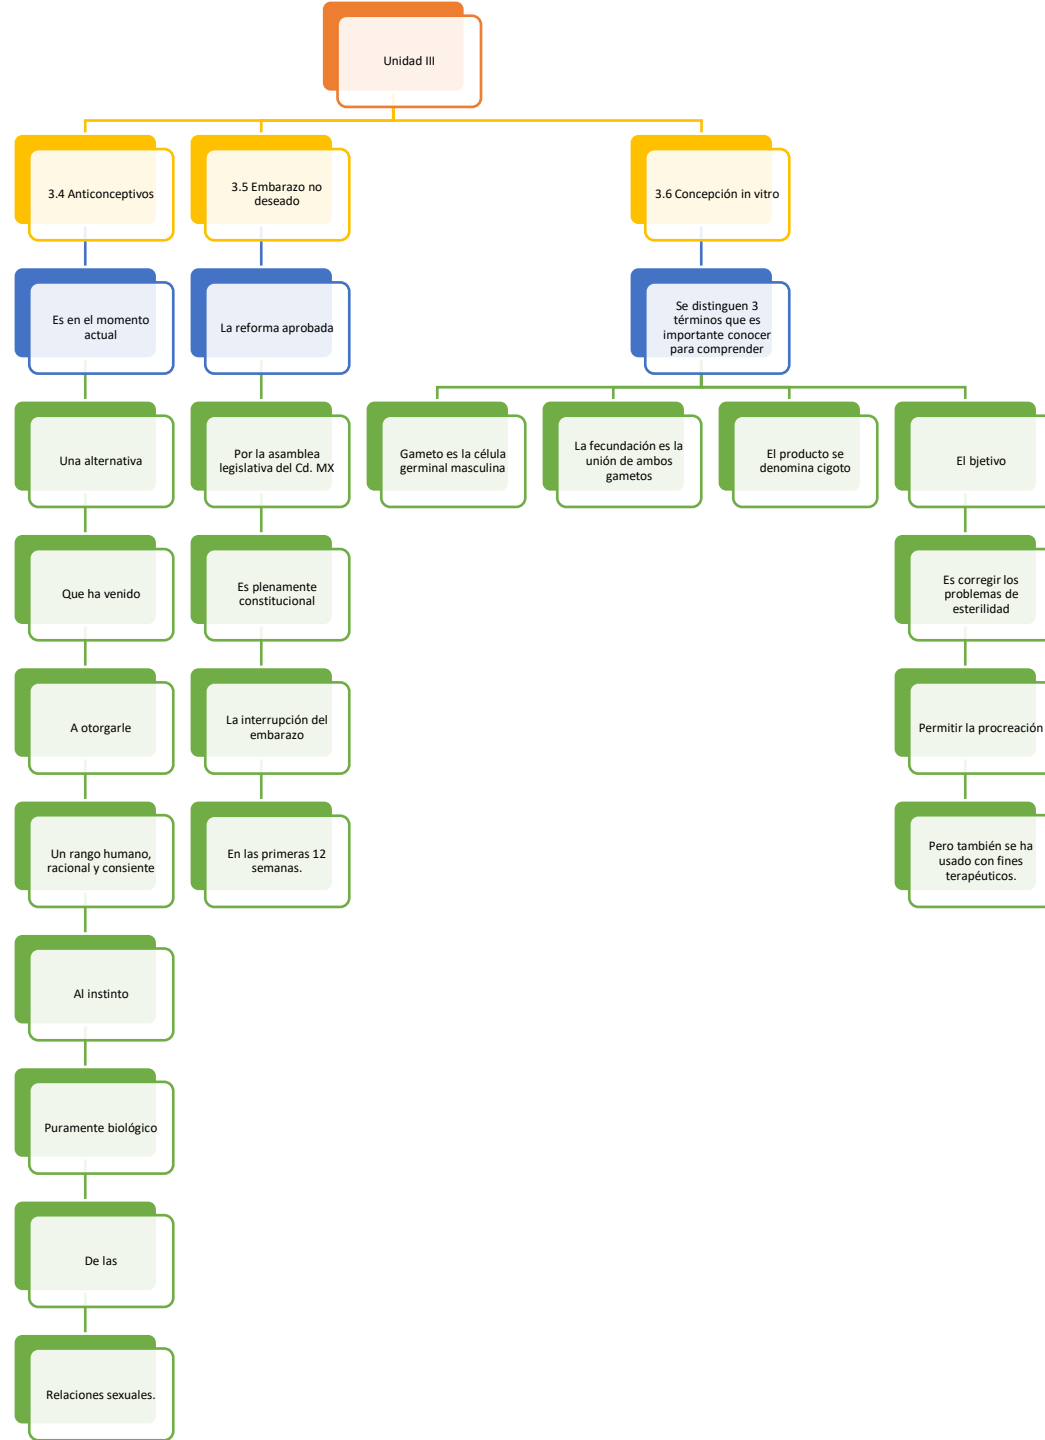 Unidad III
3.4 Anticonceptivos
3.5 Embarazo no
deseado
3.6 Concepción in vitro
Es en el momento
actual
La reforma aprobada
Se distinguen 3
términos que es
importante conocer
para comprender
Una alternativa
Por la asamblea
legislativa del Cd. MX
Gameto es la célula
germinal masculina
La fecundación es la
unión de ambos
gametos
El producto se
denomina cigoto
El bjetivo
Que ha venido
Es plenamente
constitucional
Es corregir los
problemas de
esterilidad
A otorgarle
La interrupción del
embarazo
Permitir la procreación
Un rango humano,
racional y consiente
En las primeras 12
semanas.
Pero también se ha
usado con fines
terapéuticos.
Al instinto
Puramente biológico
De las
Relaciones sexuales.